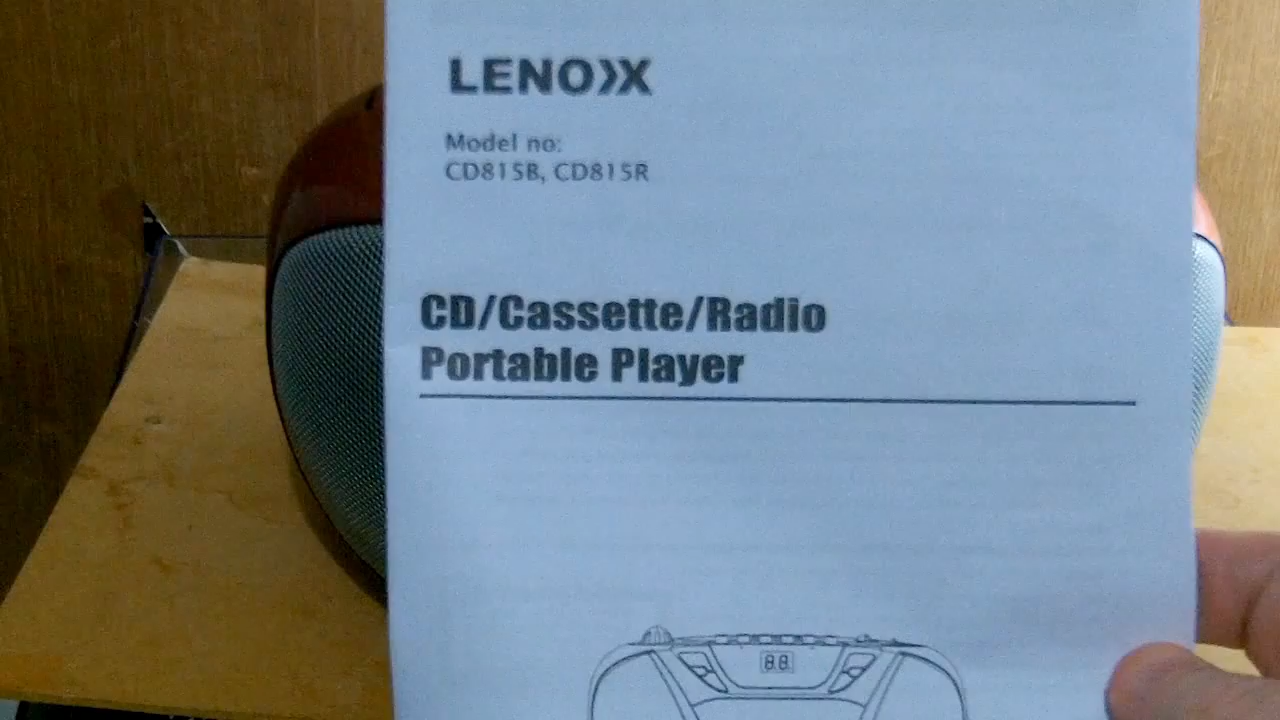 LENOXX
Model no:
CD815B, CD815R
CD/Cassette/Radio
Portable Player
88